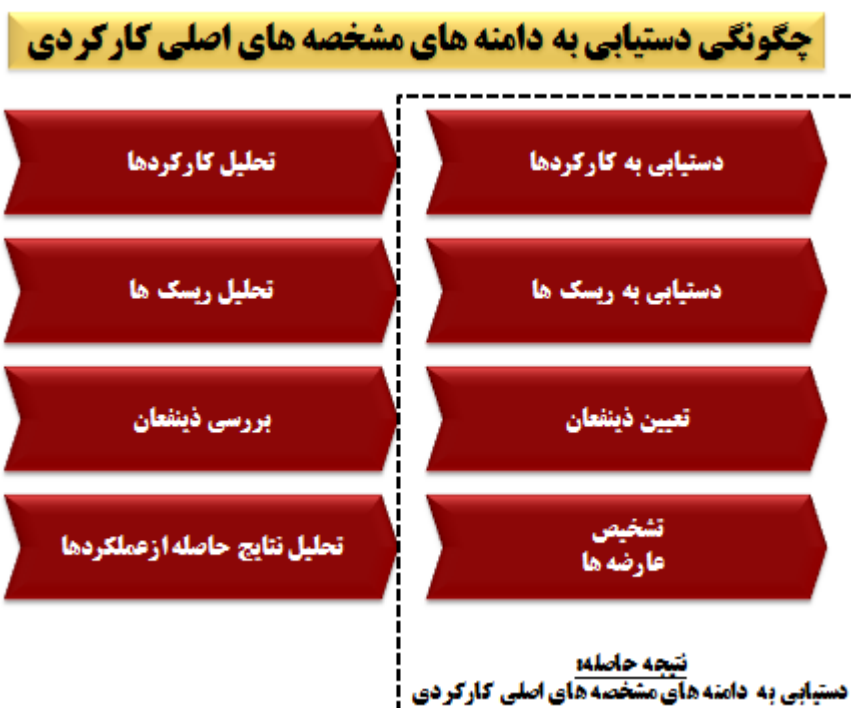 چگونگی دستیابی به دامنه های مشخصه های اصلی کارکردی
دستیابی به کارکردها
تحلیل کارکردها
دستیابی به ریسک ها
تحلیل ریسک ها
تعیین ذینفعان
بررسی ذینفعان
تشخیص
عارضه ها
تحلیل نتایج حاصله ازعملکردها
نتیجه حاصله:
دستیابی به دامنه های مشخصه های اصلی کارکردی